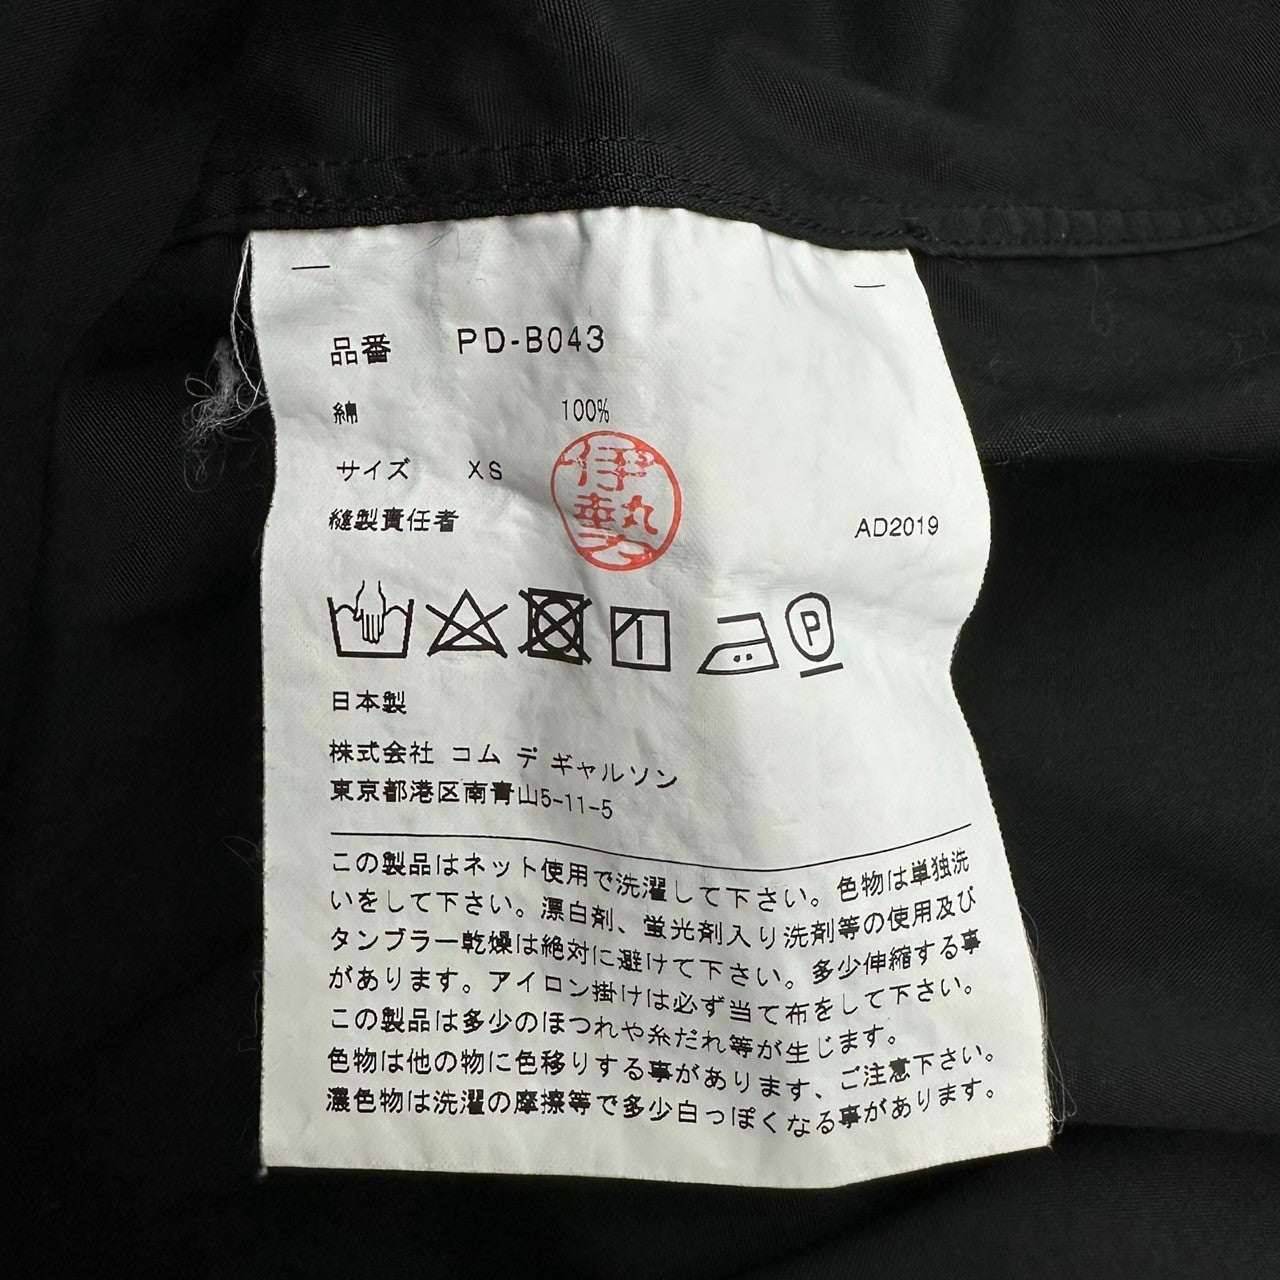 品番 PD-B043
綿 100%
サイズ XS
縫製責任者 伊勢 AD2019
P
日本製
株式会社 コム デ ギャルソン
東京都港区南青山5-11-5
この製品はネット使用で洗濯して下さい。色物は単独洗
いをして下さい。漂白剤、蛍光剤入り洗剤等の使用及び
タンブラー乾燥は絶対に避けて下さい。多少伸縮する事
があります。アイロン掛けは必ず当て布をして下さい。
この製品は多少のほつれや糸だれ等が生じます。
色物は他の物に色移りする事があります、ご注意下さい。
濃色物は洗濯の摩擦等で多少白っぽくなる事があります。